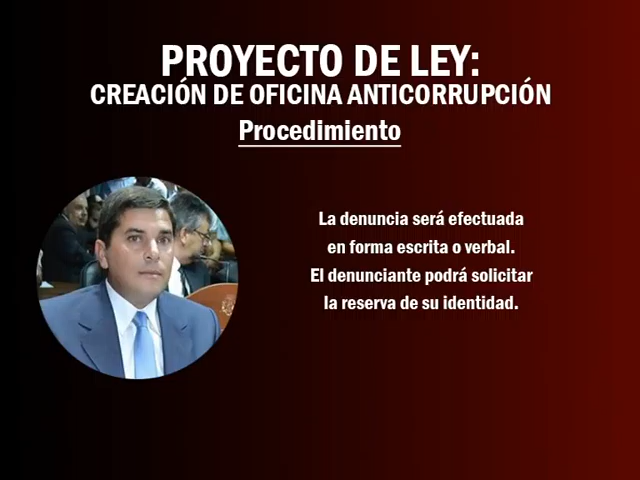 PROYECTO DE LEY:
CREACIÓN DE OFICINA ANTICORRUPCIÓN
Procedimiento
La denuncia será efectuada
en forma escrita o verbal.
El denunciante podrá solicitar
la reserva de su identidad.